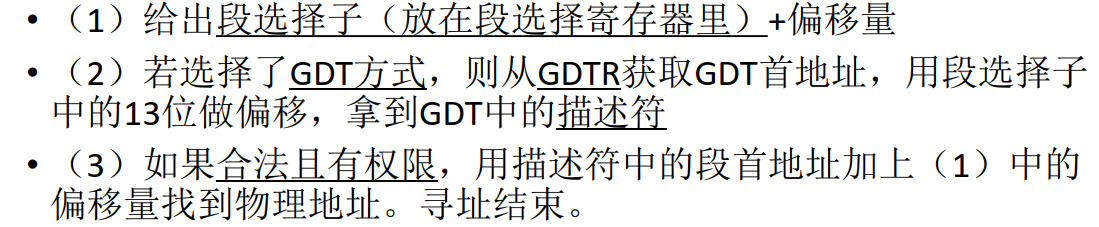 • （1）给出段选择子（放在段选择寄存器里）+偏移量
• （2）若选择了GDT方式，则从GDTR获取GDT首地址，用段选择子
中的13位做偏移，拿到GDT中的描述符
• （3）如果合法且有权限，用描述符中的段首地址加上（1）中的
偏移量找到物理地址。寻址结束。